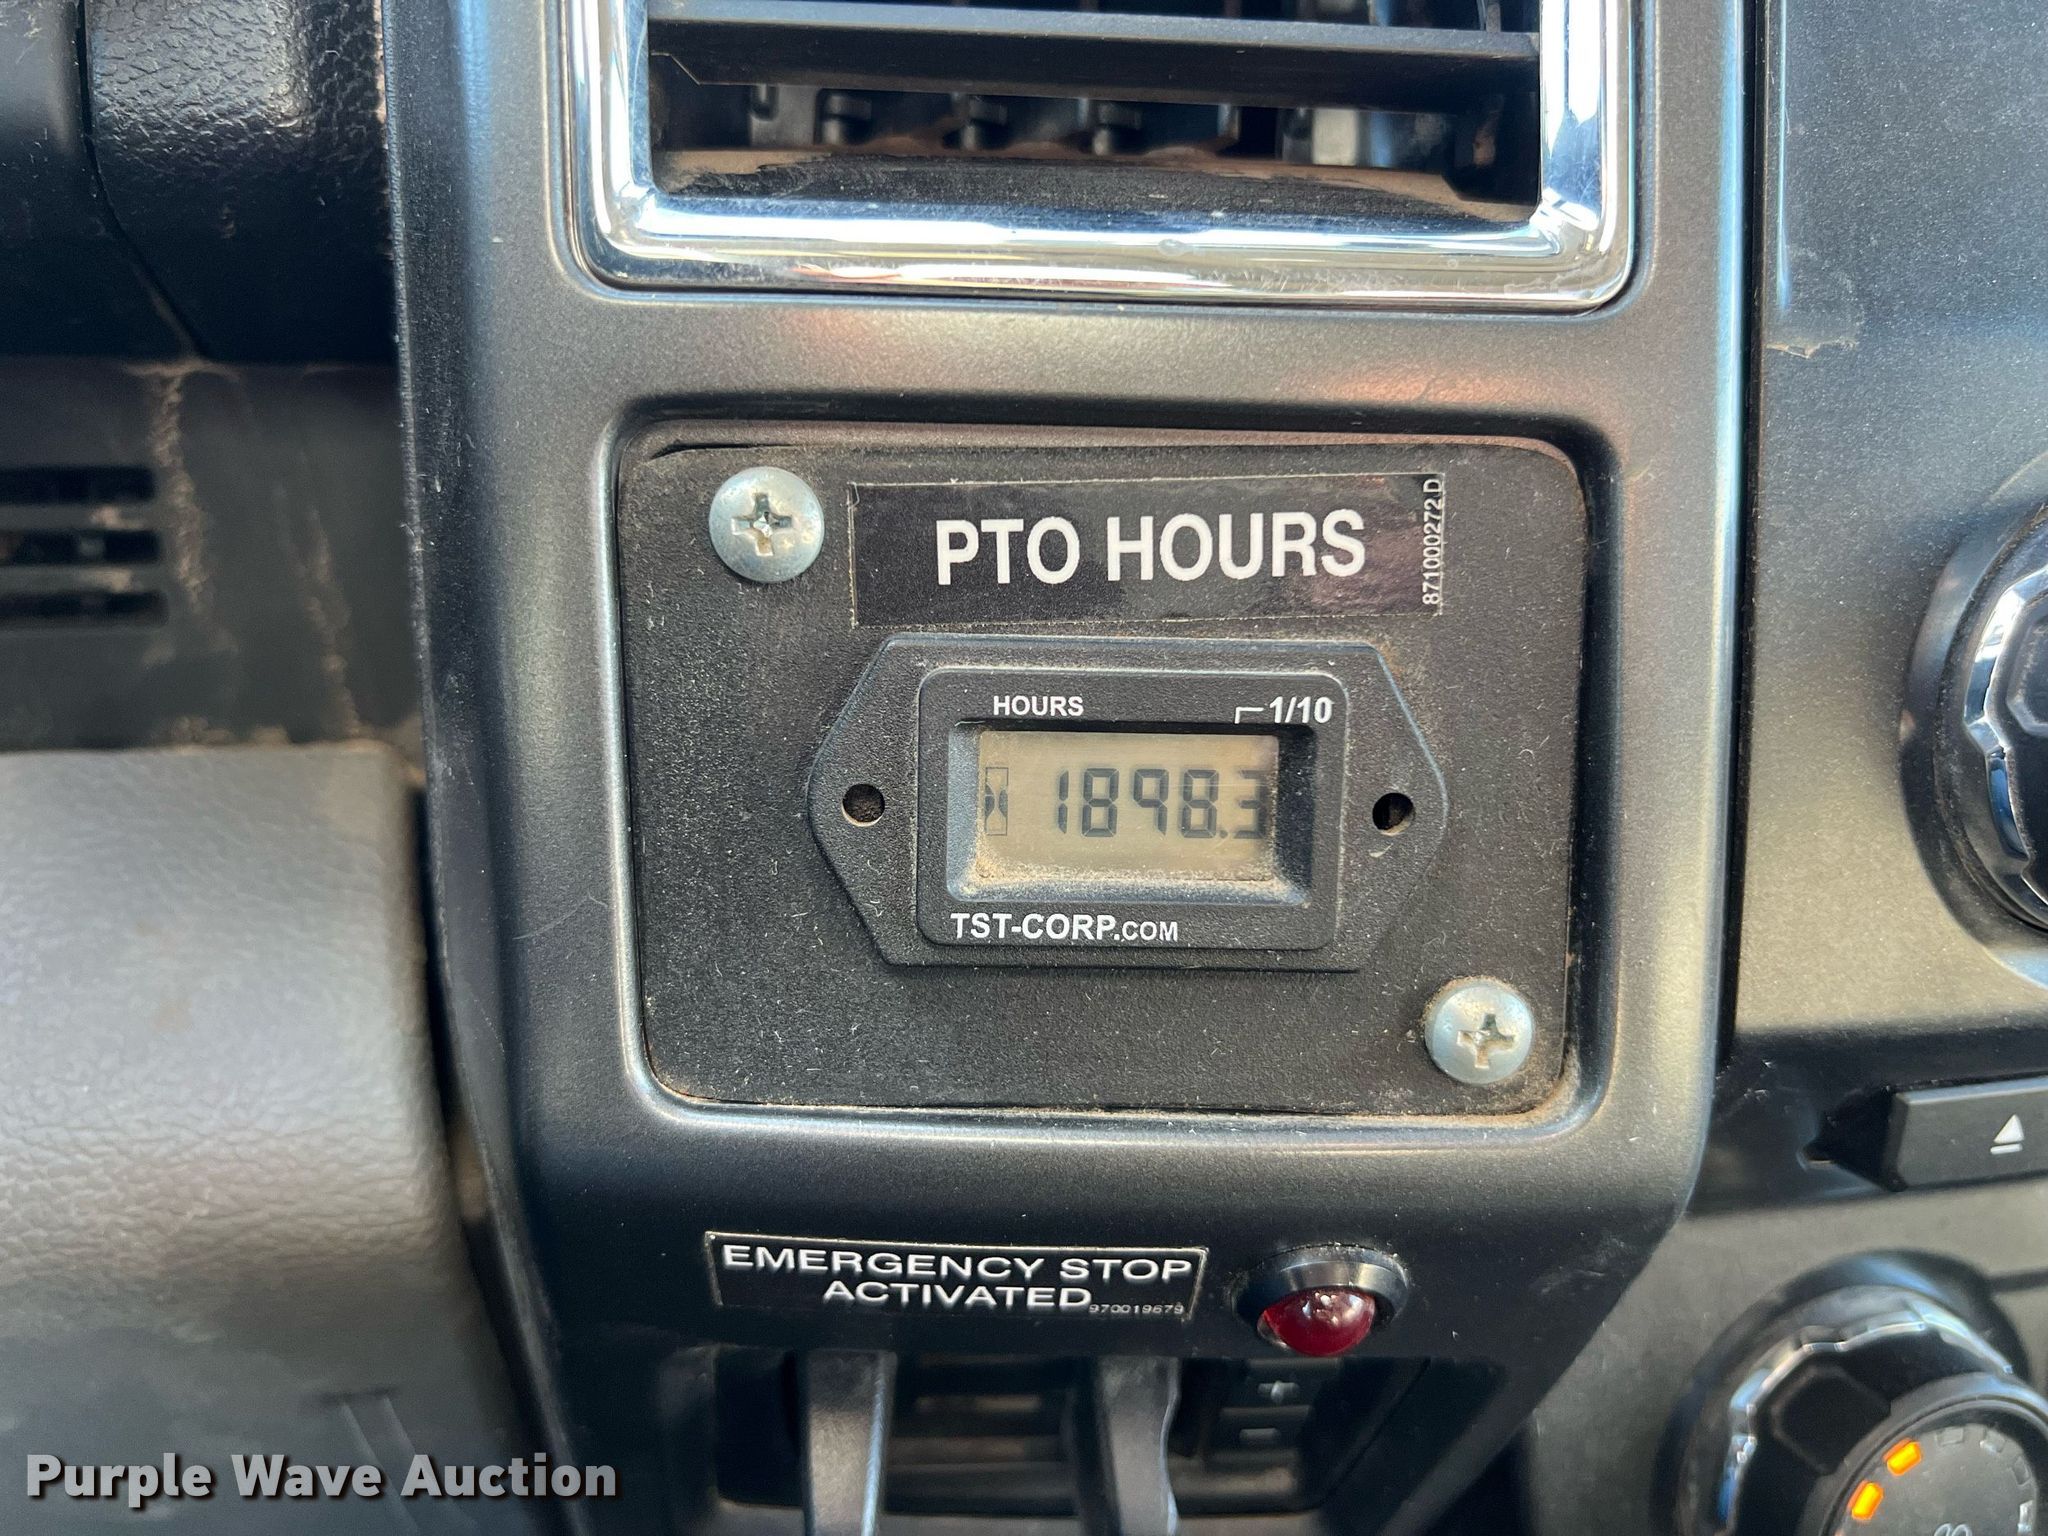 PTO HOURS
871000272.D
HOURS
1/10
1898.3
TST-CORP.COM
EMERGENCY STOP
ACTIVATED
970019679
Purple Wave Auction